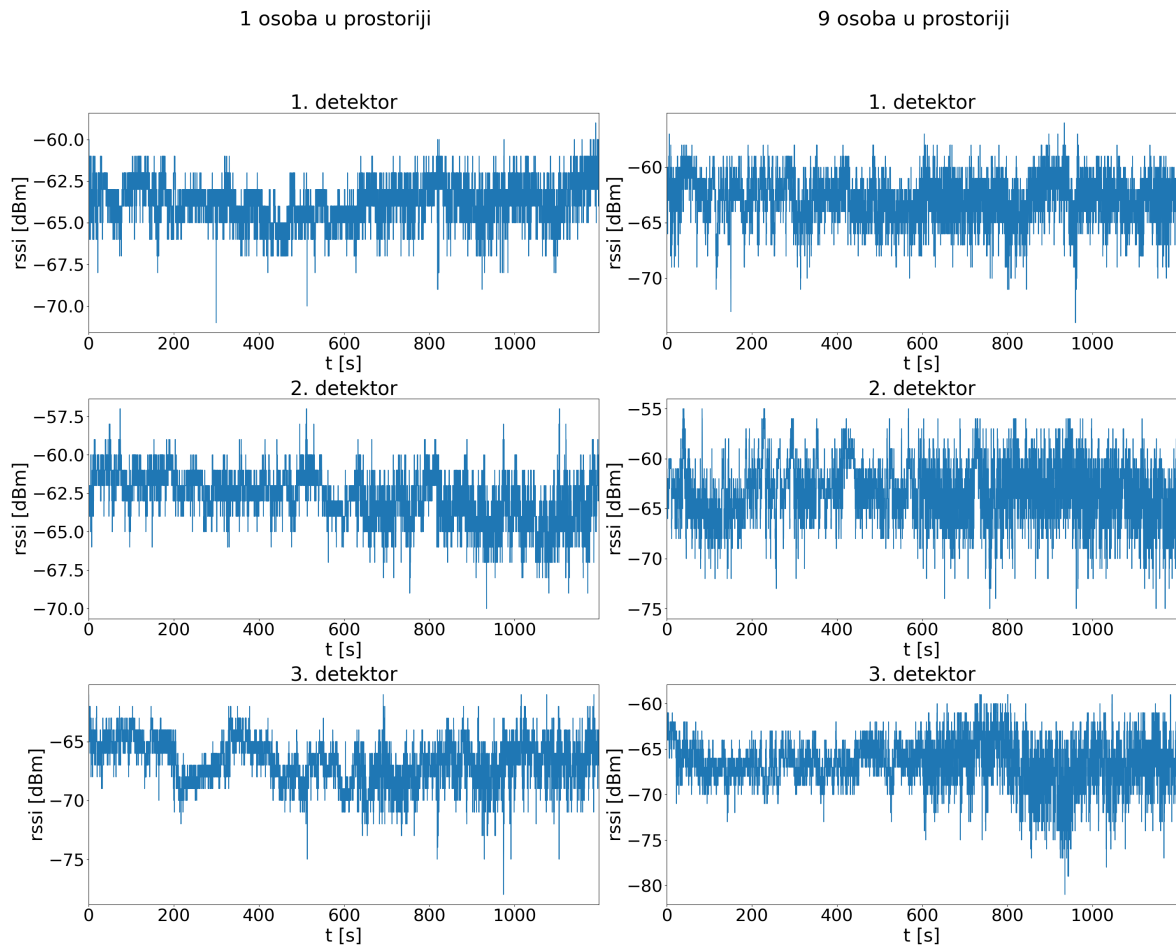 1 osoba u prostoriji
9 osoba u prostoriji
1. detektor
−60.0
−62.5
−65.0
−67.5
−70.0
rssi [dBm]
0 200 400 600 800 1000
t [s]
1. detektor
−60
−65
−70
rssi [dBm]
0 200 400 600 800 1000
t [s]
2. detektor
−57.5
−60.0
−62.5
−65.0
−67.5
−70.0
rssi [dBm]
0 200 400 600 800 1000
t [s]
2. detektor
−55
−60
−65
−70
−75
rssi [dBm]
0 200 400 600 800 1000
t [s]
3. detektor
−65
−70
−75
rssi [dBm]
0 200 400 600 800 1000
t [s]
3. detektor
−60
−65
−70
−75
−80
rssi [dBm]
0 200 400 600 800 1000
t [s]